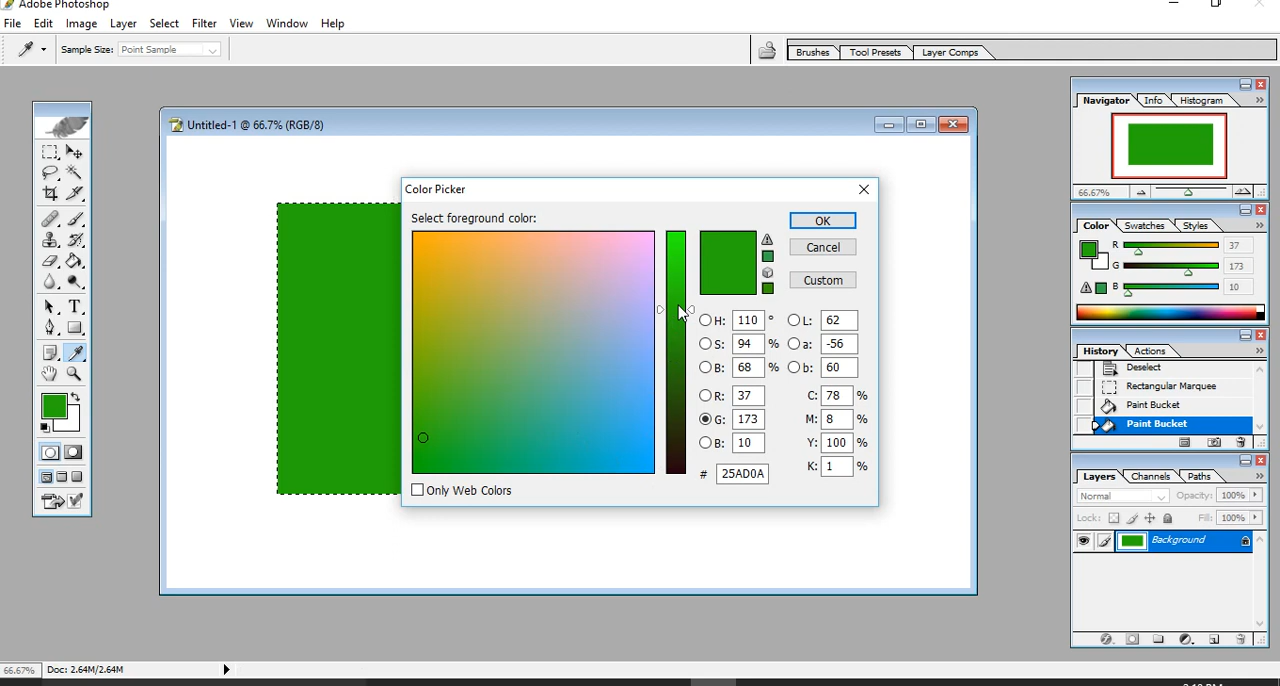 Adobe Photoshop
File Edit Image Layer Select Filter View Window Help
Sample Size: Point Sample
Brushes Tool Presets Layer Comps
Untitled-1 @ 66.7% (RGB/8)
Color Picker
Select foreground color:
OK
Cancel
Custom
H: 110 ° L: 62
S: 94 % a: -56
B: 68 % b: 60
R: 37 C: 78 %
G: 173 M: 8 %
B: 10 Y: 100 %
K: 1 %
# 25AD0A
Only Web Colors
Navigator Info Histogram
66.67%
Color Swatches Styles
R 37
G 173
B 10
History Actions
Deselect
Rectangular Marquee
Paint Bucket
Paint Bucket
Layers Channels Paths
Normal Opacity: 100%
Lock: Fill: 100%
Background
66.67% Doc: 2.64M/2.64M